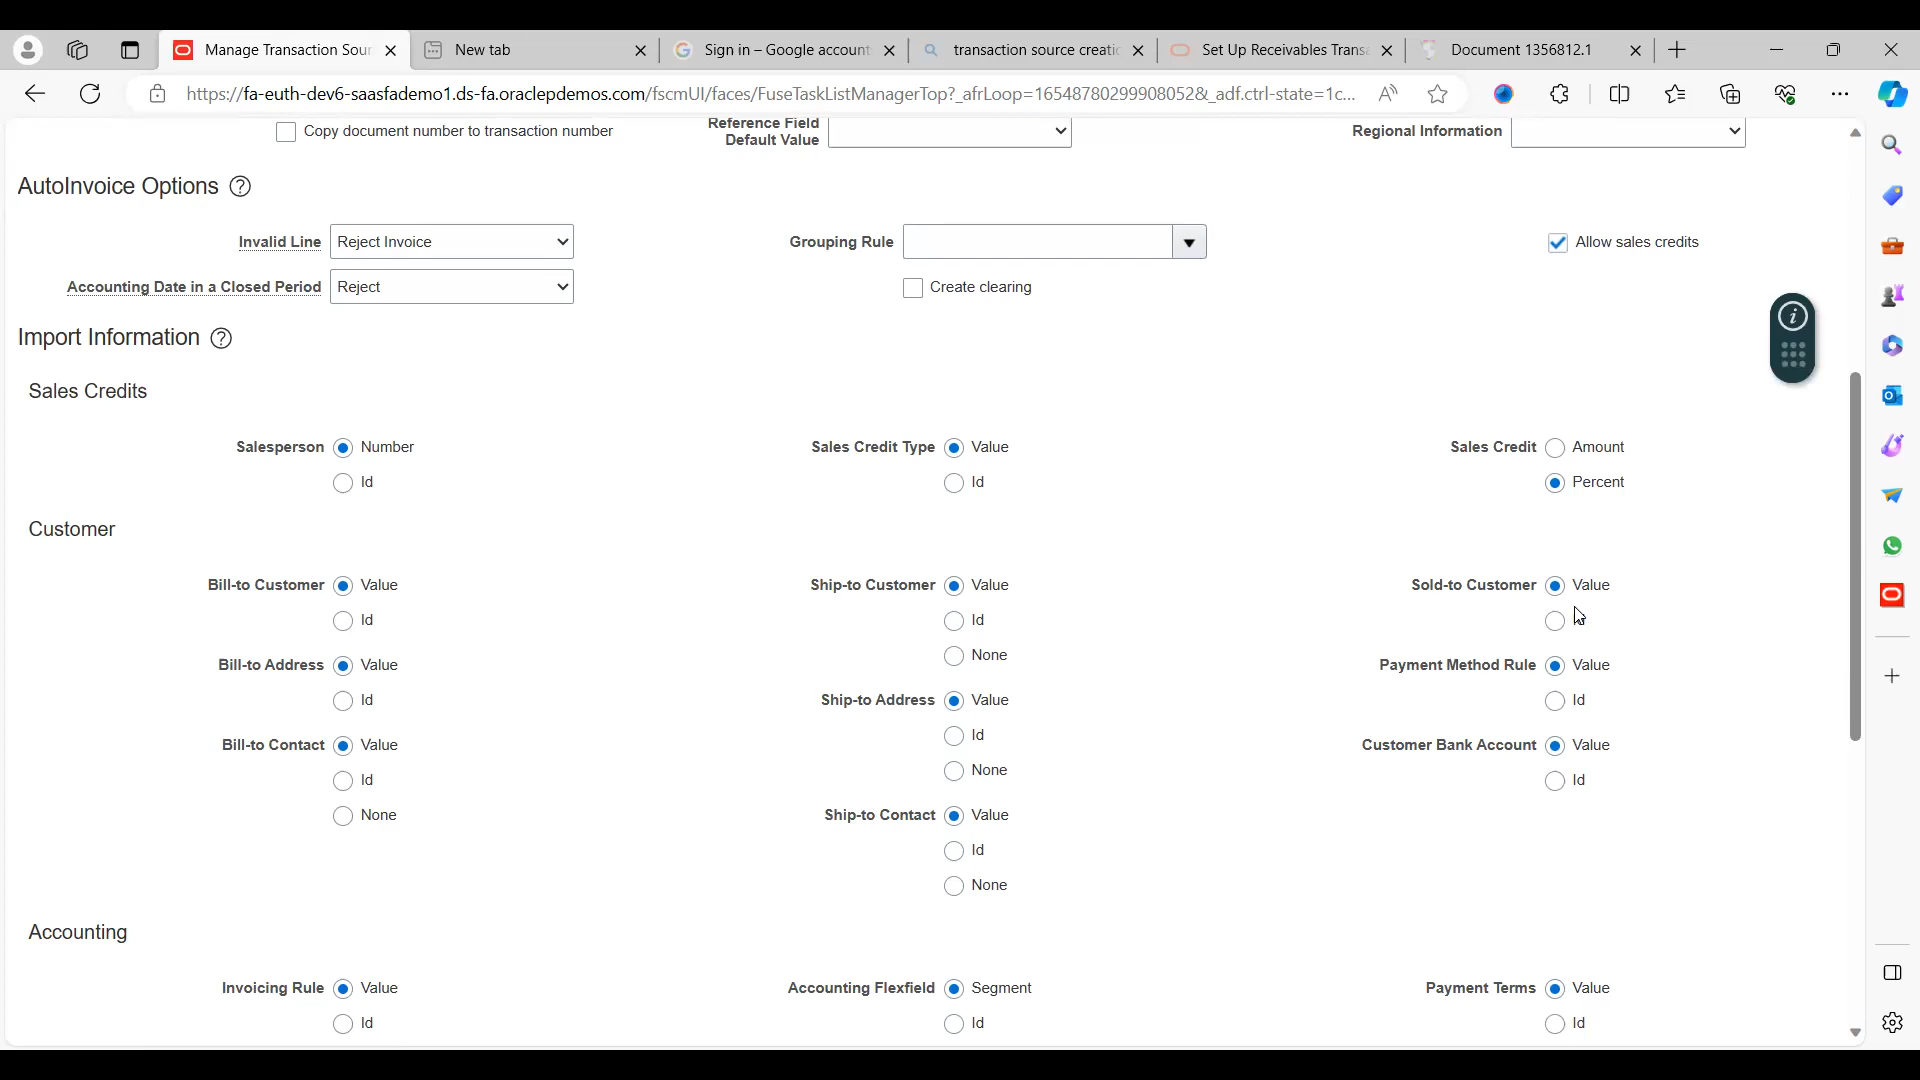 Manage Transaction Sour
New tab
Sign in – Google account
transaction source creatic
Set Up Receivables Transa
Document 1356812.1
https://fa-euth-dev6-saasfademo1.ds-fa.oraclepdemos.com/fscmUI/faces/FuseTaskListManagerTop?_afrLoop=16548780299908052&_adf.ctrl-state=1c...
Copy document number to transaction number
Reference Field Default Value
Regional Information
AutoInvoice Options
Invalid Line Reject Invoice
Grouping Rule
Allow sales credits
Accounting Date in a Closed Period Reject
Create clearing
Import Information
Sales Credits
Salesperson Number
Id
Sales Credit Type Value
Id
Sales Credit Amount
Percent
Customer
Bill-to Customer Value
Id
Bill-to Address Value
Id
Bill-to Contact Value
Id
None
Ship-to Customer Value
Id
None
Ship-to Address Value
Id
None
Ship-to Contact Value
Id
None
Sold-to Customer Value
Payment Method Rule Value
Id
Customer Bank Account Value
Id
Accounting
Invoicing Rule Value
Id
Accounting Flexfield Segment
Id
Payment Terms Value
Id